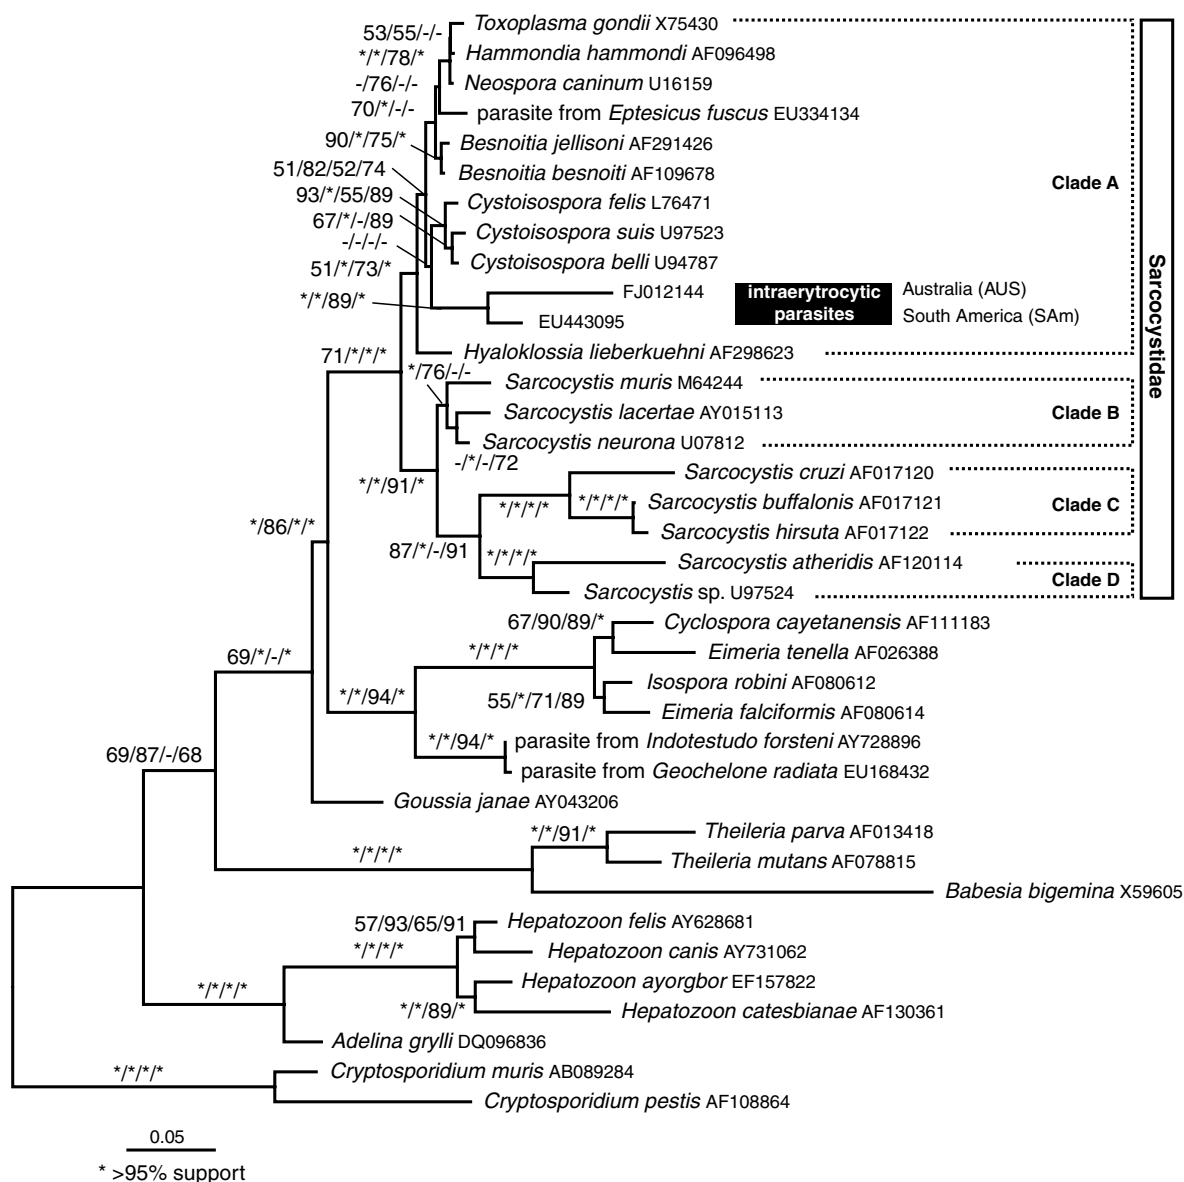 53/55/-/-
Toxoplasma gondii X75430
*/*/78/*
Hammondia hammondi AF096498
-/76/-/-
Neospora caninum U16159
70/*/-/-
parasite from Eptesicus fuscus EU334134
90/*/75/*
Besnoitia jellisoni AF291426
51/82/52/74
Besnoitia besnoiti AF109678
Clade A
93/*/55/89
Cystoisospora felis L76471
67/*/-/89
Cystoisospora suis U97523
-/-/-/-
51/*/73/*
Cystoisospora belli U94787
*/*/89/*
FJ012144
intraerytrocytic
parasites
Australia (AUS)
EU443095
South America (SAm)
Sarcocystidae
71/*/*/*
Hyaloklossia lieberkuehni AF298623
*/76/-/-
Sarcocystis muris M64244
Sarcocystis lacertae AY015113
Clade B
Sarcocystis neurona U07812
-/*/-/72
*/*/91/*
Sarcocystis cruzi AF017120
*/*/*/*
*/*/*/*
Sarcocystis buffalonis AF017121
Clade C
*/86/*/*
Sarcocystis hirsuta AF017122
87/*/-/91
*/*/*/*
Sarcocystis atheridis AF120114
Clade D
Sarcocystis sp. U97524
67/90/89/*
Cyclospora cayetanensis AF111183
*/*/*/*
Eimeria tenella AF026388
69/*/-/*
Isospora robini AF080612
*/*/94/*
55/*/71/89
Eimeria falciformis AF080614
*/*/94/*
parasite from Indotestudo forsteni AY728896
69/87/-/68
parasite from Geochelone radiata EU168432
Goussia janae AY043206
*/*/91/*
Theileria parva AF013418
*/*/*/*
Theileria mutans AF078815
Babesia bigemina X59605
57/93/65/91
Hepatozoon felis AY628681
*/*/*/*
Hepatozoon canis AY731062
*/*/*/*
Hepatozoon ayorgbor EF157822
*/*/89/*
Hepatozoon catesbianae AF130361
Adelina grylli DQ096836
*/*/*/*
Cryptosporidium muris AB089284
Cryptosporidium pestis AF108864
0.05
* >95% support